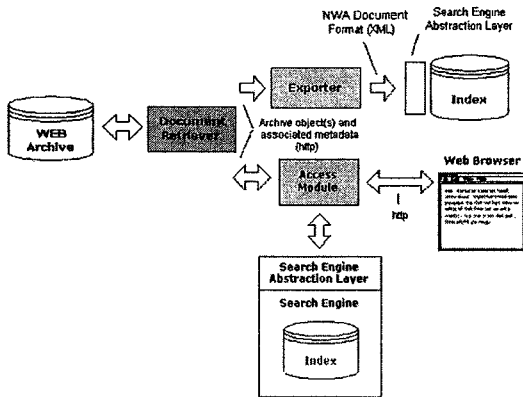 NWA Document
Format (XML)
Search Engine
Abstraction Layer
Exporter
Index
WEB
Archive
Document
Retriever
Archive object(s) and
associated metadata
(http)
Access
Module
Web Browser
http
Search Engine
Abstraction Layer
Search Engine
Index